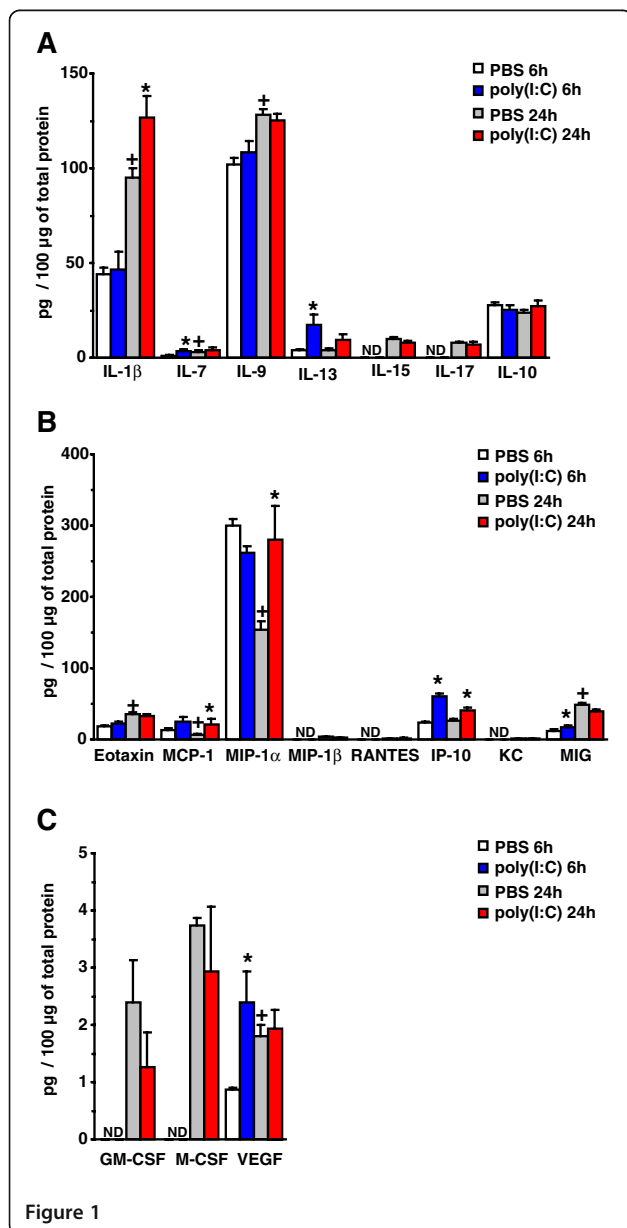 A
pg / 100 µg of total protein
150
100
50
0
PBS 6h
poly(I:C) 6h
PBS 24h
poly(I:C) 24h
+ * * + + * ND ND
IL-1β IL-7 IL-9 IL-13 IL-15 IL-17 IL-10
B
pg / 100 µg of total protein
400
300
200
100
0
PBS 6h
poly(I:C) 6h
PBS 24h
poly(I:C) 24h
+ + * + * ND ND * * ND * +
Eotaxin MCP-1 MIP-1α MIP-1β RANTES IP-10 KC MIG
C
pg / 100 µg of total protein
5
4
3
2
1
0
PBS 6h
poly(I:C) 6h
PBS 24h
poly(I:C) 24h
ND ND * +
GM-CSF M-CSF VEGF
Figure 1